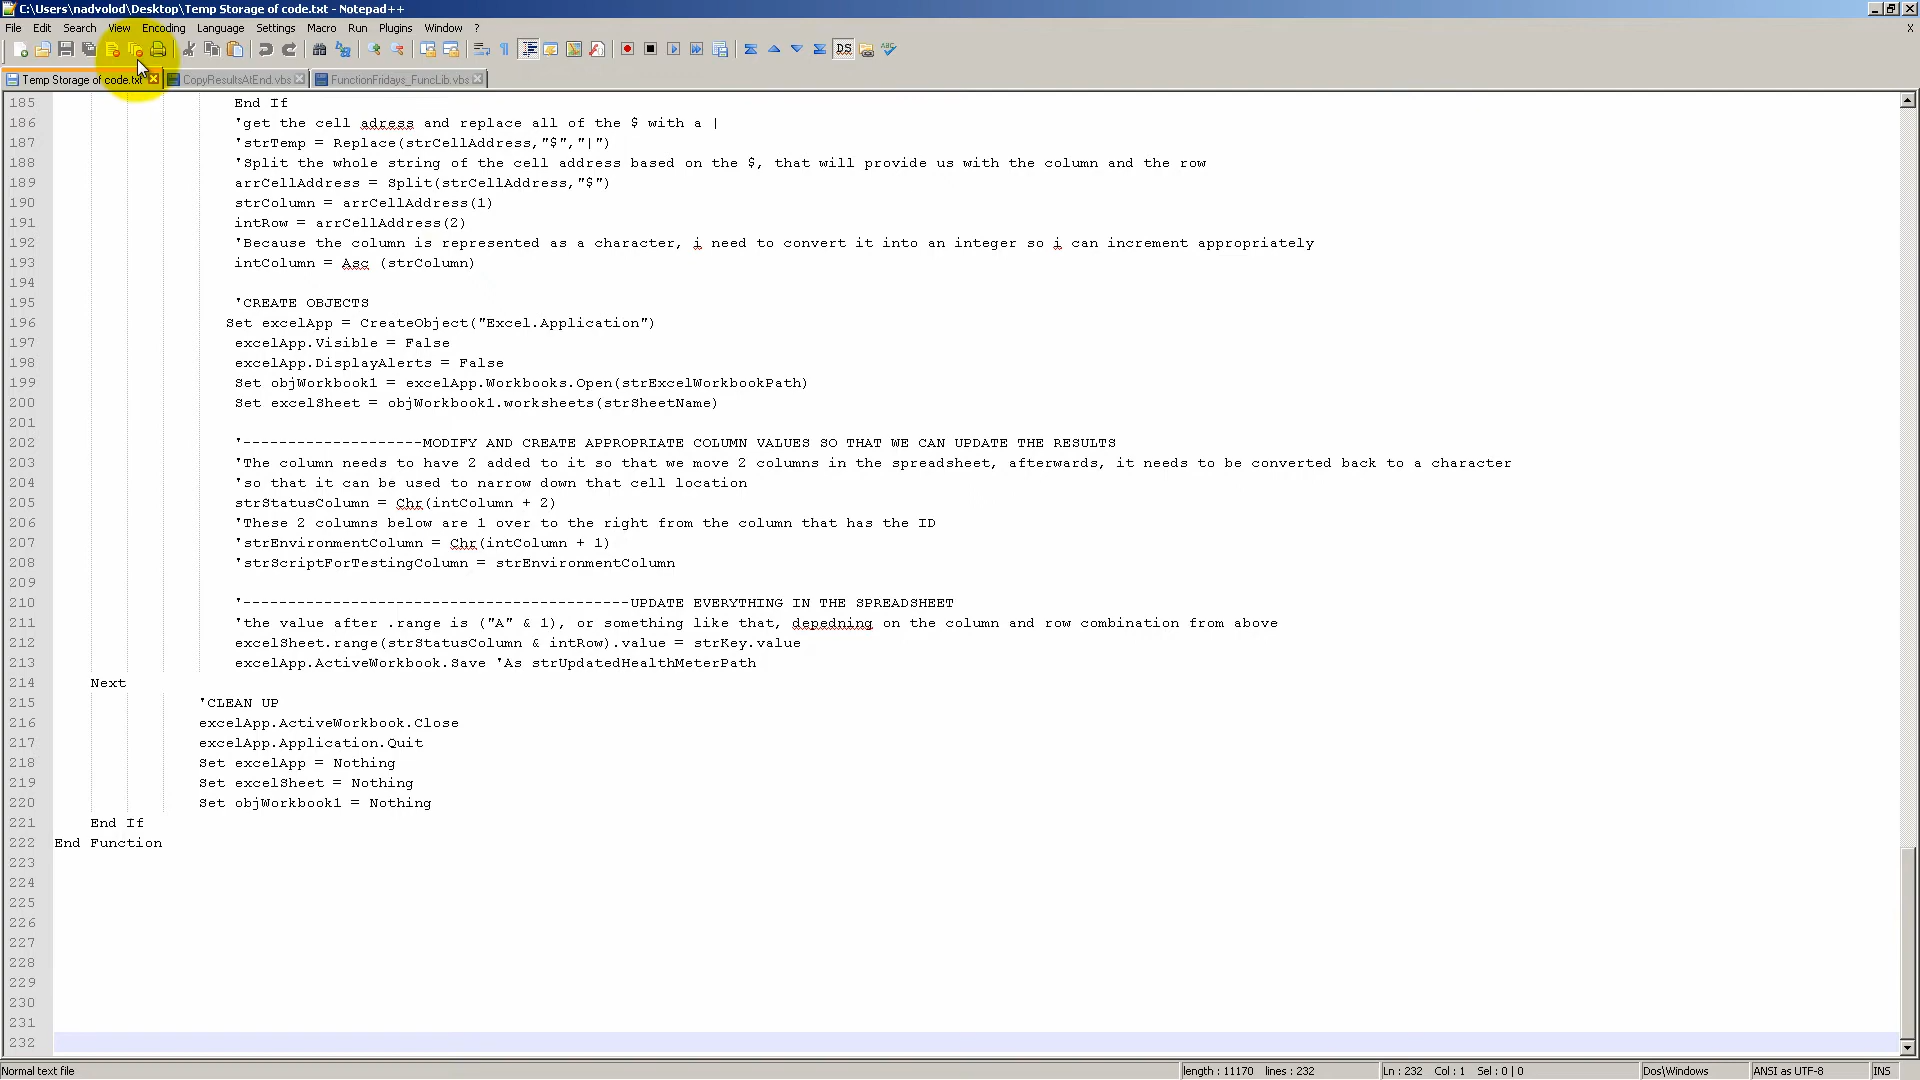 C:\Users\nadvolod\Desktop\Temp Storage of code.txt - Notepad++
File Edit Search View Encoding Language Settings Macro Run Plugins Window ? X
Temp Storage of code.txt CopyResultsAtEnd.vbs FunctionFridays_FuncLib.vbs
185 End If
186 'get the cell adress and replace all of the $ with a |
187 'strTemp = Replace(strCellAddress,"$","|")
188 'Split the whole string of the cell address based on the $, that will provide us with the column and the row
189 arrCellAddress = Split(strCellAddress,"$")
190 strColumn = arrCellAddress(1)
191 intRow = arrCellAddress(2)
192 'Because the column is represented as a character, i need to convert it into an integer so i can increment appropriately
193 intColumn = Asc (strColumn)
194
195 'CREATE OBJECTS
196 Set excelApp = CreateObject("Excel.Application")
197 excelApp.Visible = False
198 excelApp.DisplayAlerts = False
199 Set objWorkbook1 = excelApp.Workbooks.Open(strExcelWorkbookPath)
200 Set excelSheet = objWorkbook1.worksheets(strSheetName)
201
202 '--------------------MODIFY AND CREATE APPROPRIATE COLUMN VALUES SO THAT WE CAN UPDATE THE RESULTS
203 'The column needs to have 2 added to it so that we move 2 columns in the spreadsheet, afterwards, it needs to be converted back to a character
204 'so that it can be used to narrow down that cell location
205 strStatusColumn = Chr(intColumn + 2)
206 'These 2 columns below are 1 over to the right from the column that has the ID
207 'strEnvironmentColumn = Chr(intColumn + 1)
208 'strScriptForTestingColumn = strEnvironmentColumn
209
210 '-------------------------------------------UPDATE EVERYTHING IN THE SPREADSHEET
211 'the value after .range is ("A" & 1), or something like that, depedning on the column and row combination from above
212 excelSheet.range(strStatusColumn & intRow).value = strKey.value
213 excelApp.ActiveWorkbook.Save 'As strUpdatedHealthMeterPath
214 Next
215 'CLEAN UP
216 excelApp.ActiveWorkbook.Close
217 excelApp.Application.Quit
218 Set excelApp = Nothing
219 Set excelSheet = Nothing
220 Set objWorkbook1 = Nothing
221 End If
222 End Function
223
224
225
226
227
228
229
230
231
232
Normal text file length : 11170 lines : 232 Ln : 232 Col : 1 Sel : 0 | 0 Dos\Windows ANSI as UTF-8 INS